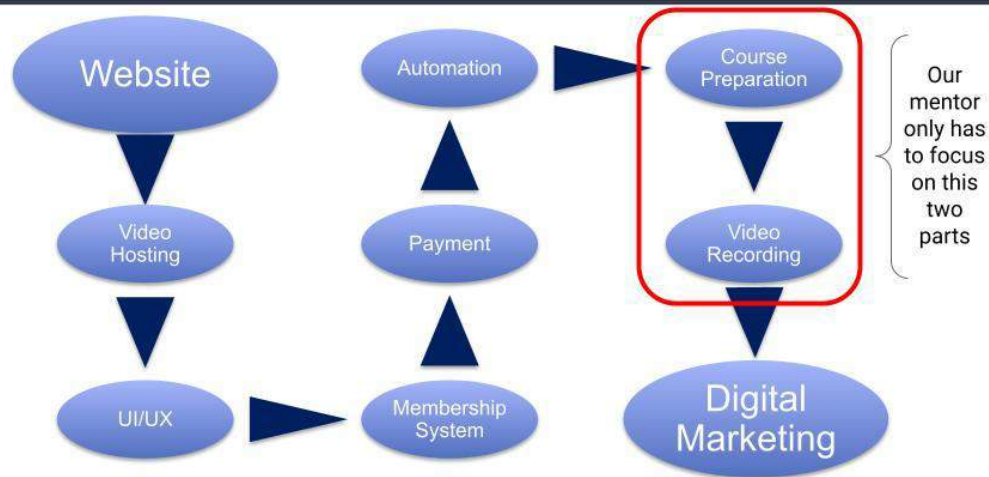 Website
Video
Hosting
UI/UX
Membership
System
Payment
Automation
Course
Preparation
Video
Recording
Digital
Marketing
Our
mentor
only has
to focus
on this
two
parts